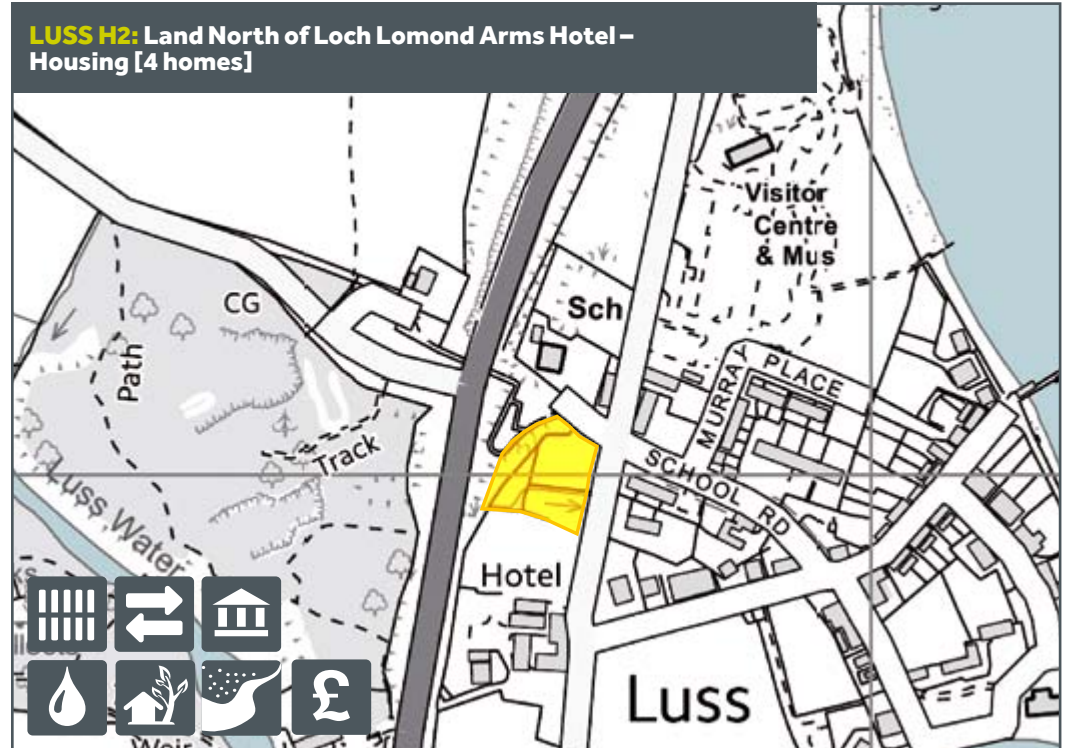 LUSS H2: Land North of Loch Lomond Arms Hotel –
Housing [4 homes]
Visitor
Centre
& Mus
CG
Sch
Path
MURRAY PLACE
Track
SCHOOL RD
Luss Water
Hotel
£
Luss
Weir